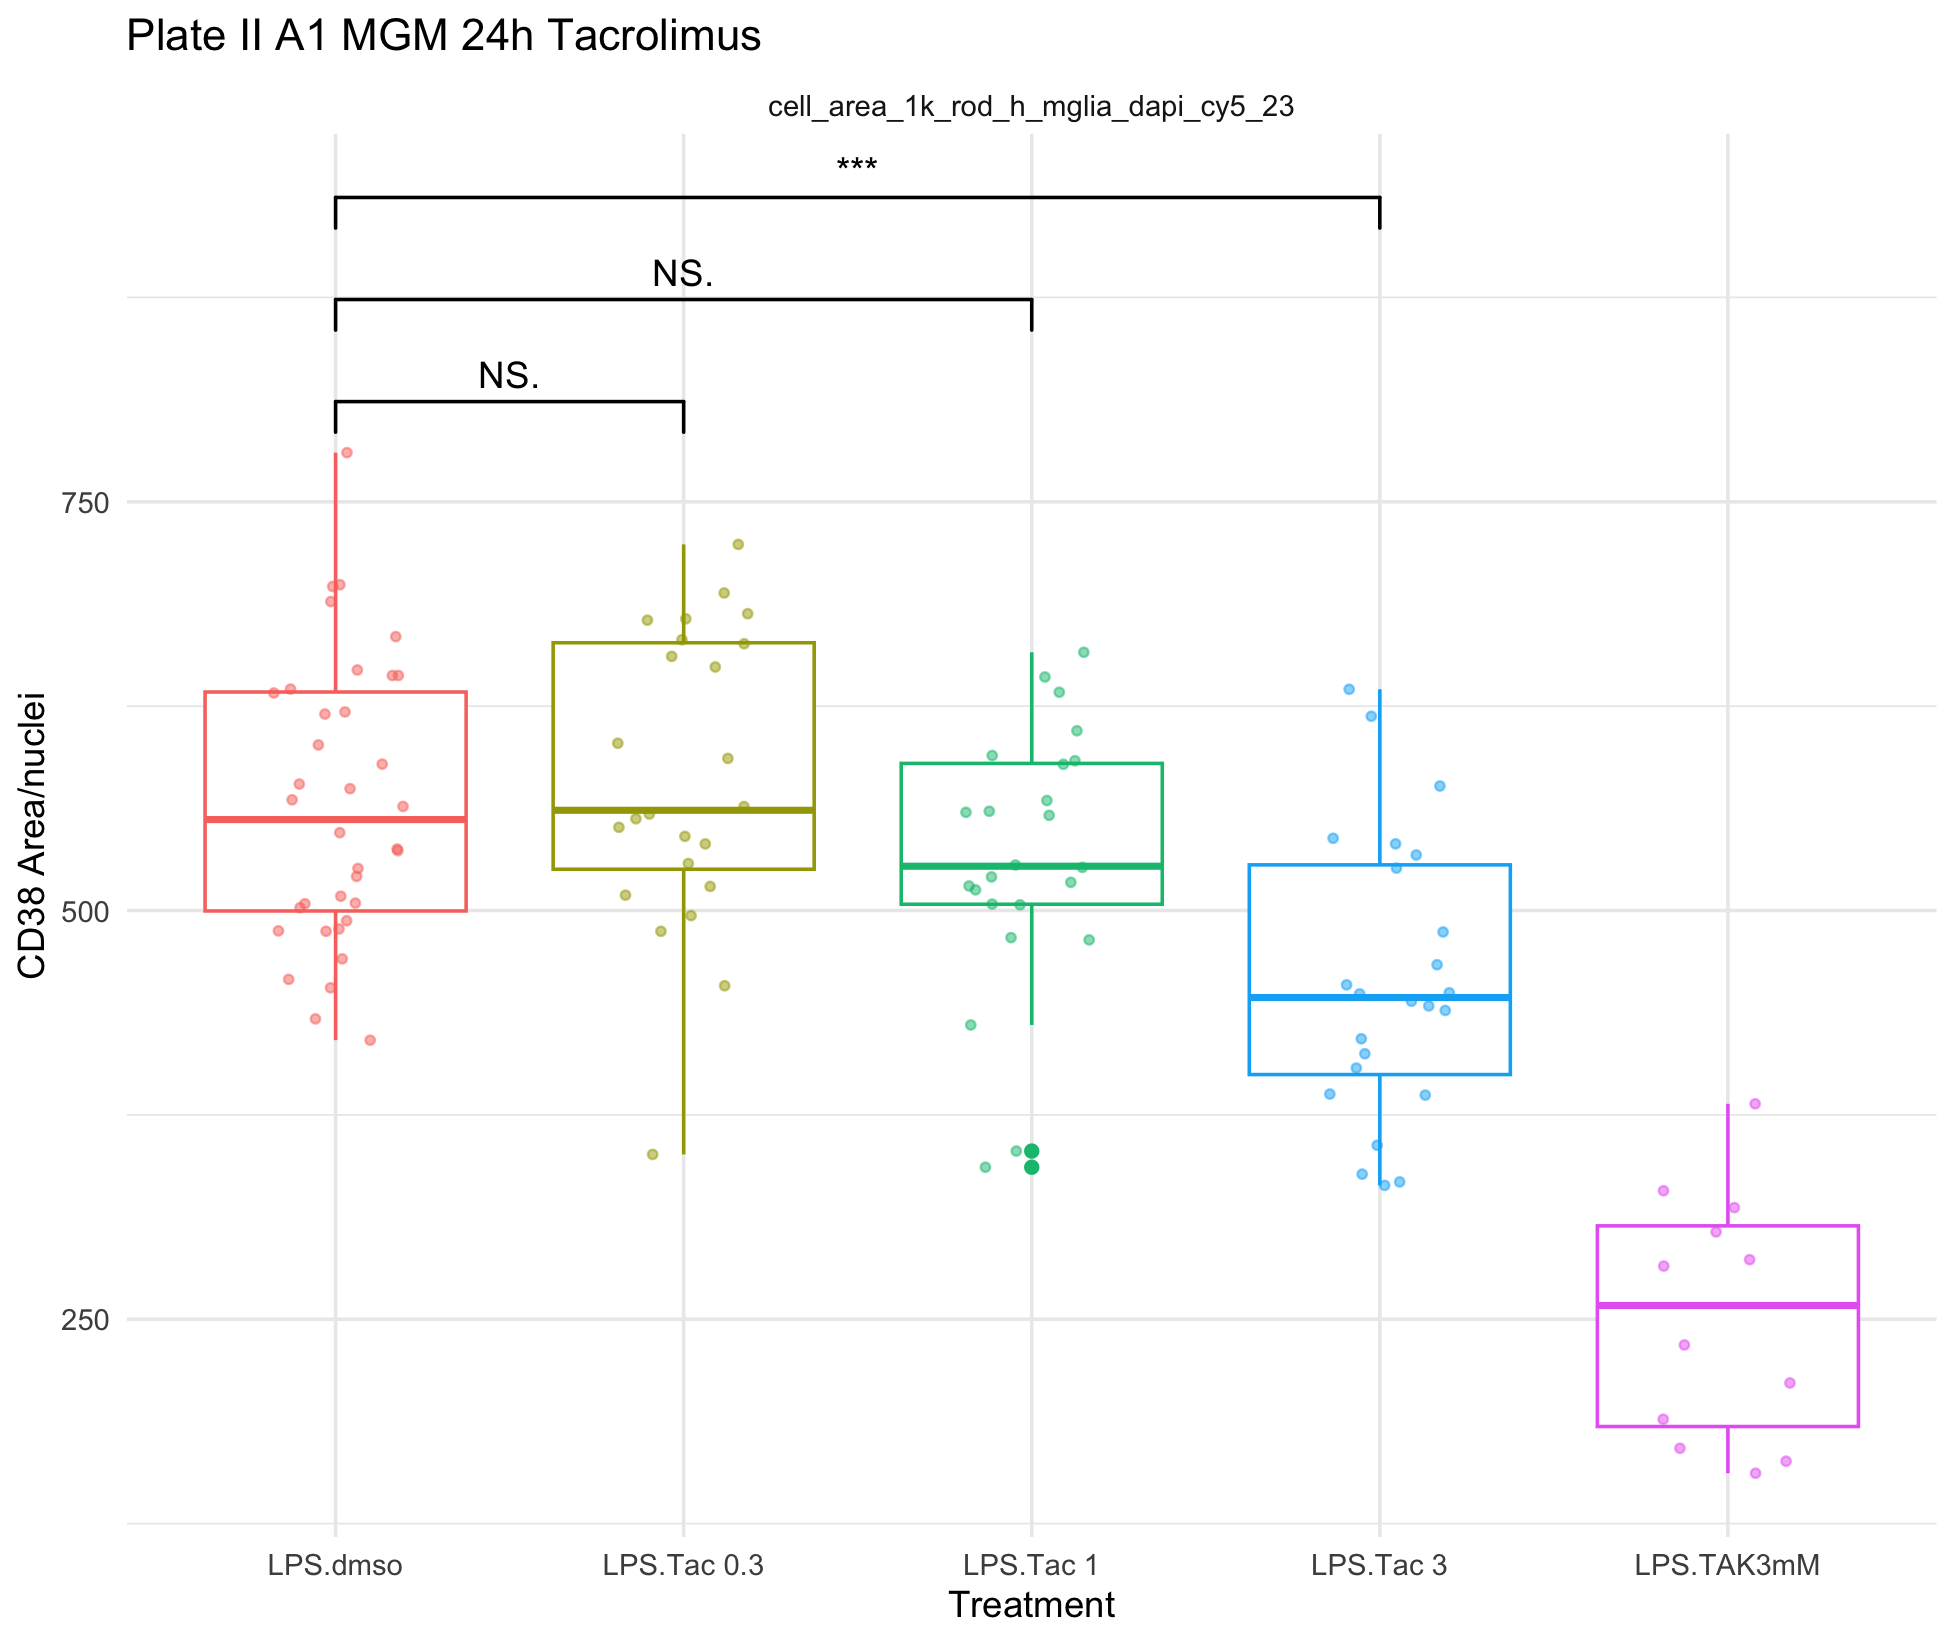 Plate II A1 MGM 24h Tacrolimus
cell_area_1k_rod_h_mglia_dapi_cy5_23
***
NS.
NS.
750
500
250
CD38 Area/nuclei
LPS.dmso LPS.Tac 0.3 LPS.Tac 1 LPS.Tac 3 LPS.TAK3mM
Treatment